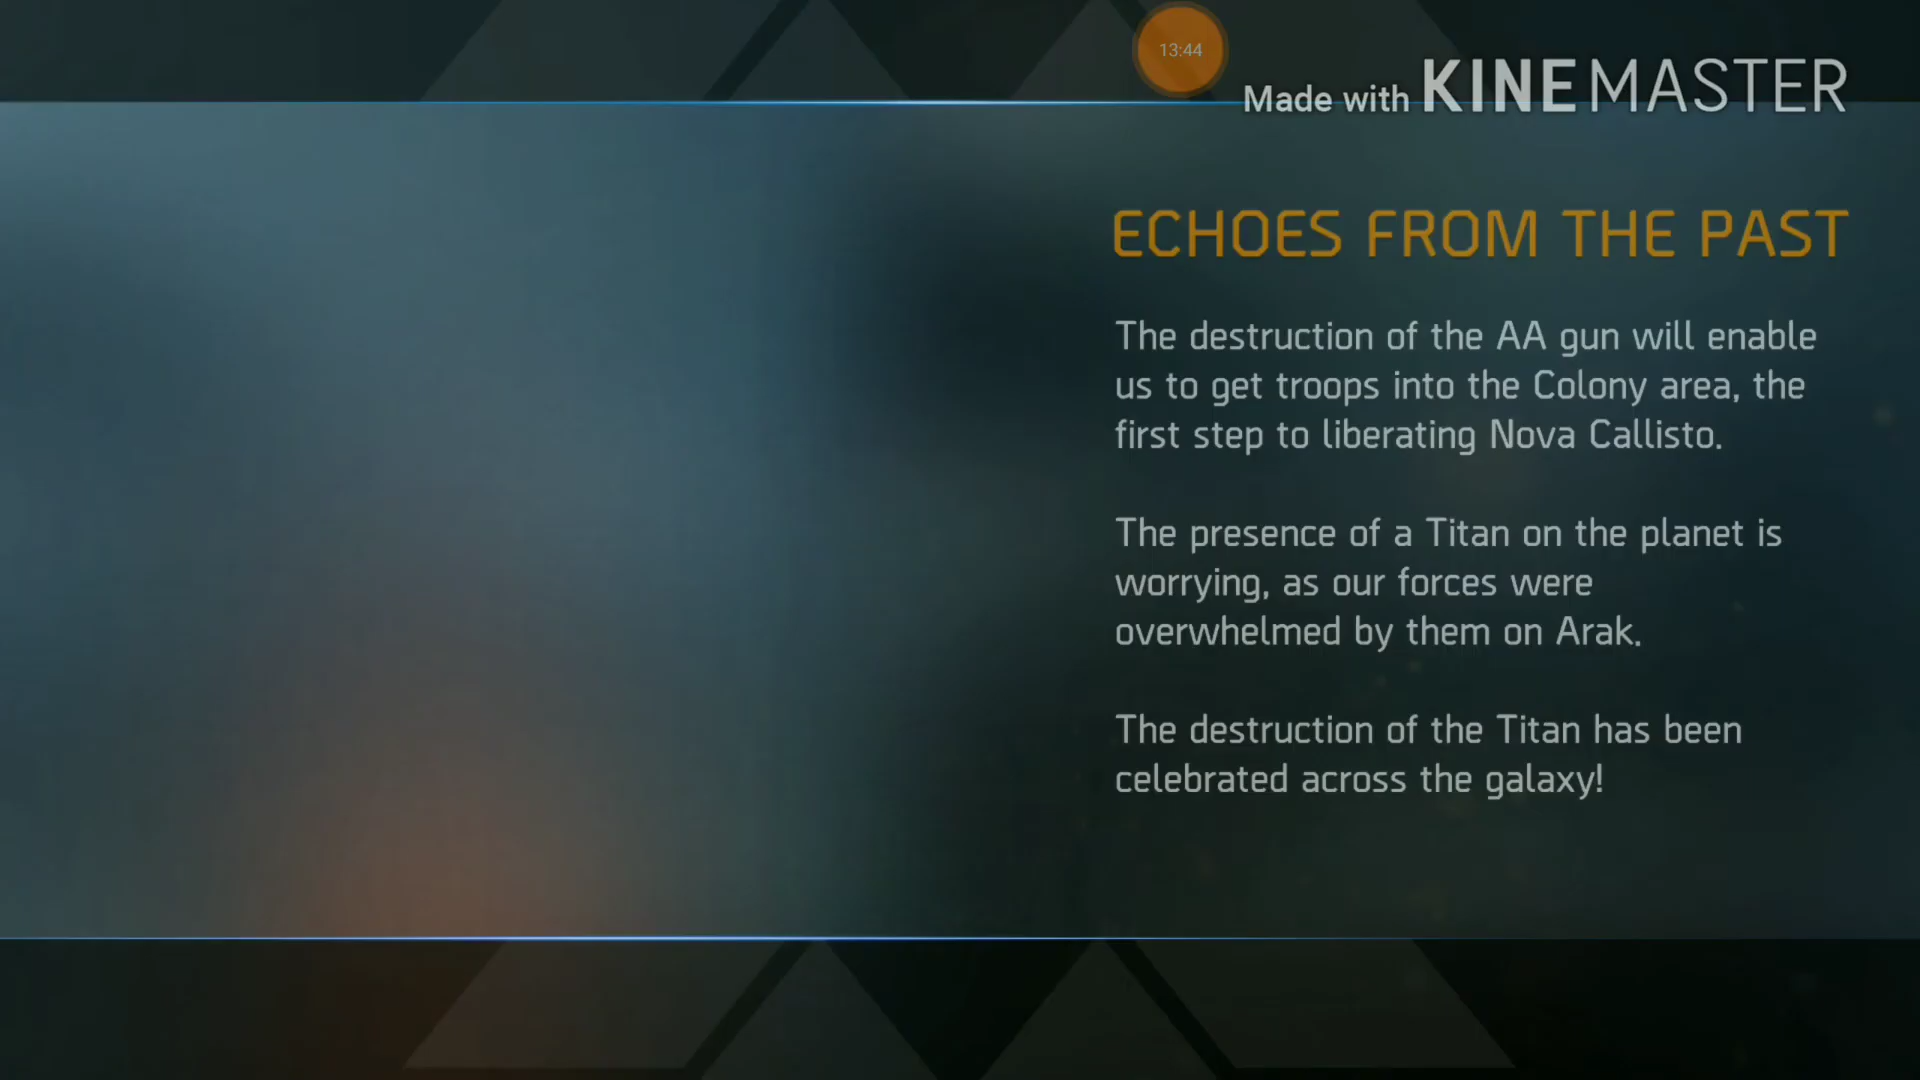 13:44
Made with KINEMASTER
ECHOES FROM THE PAST
The destruction of the AA gun will enable
us to get troops into the Colony area, the
first step to liberating Nova Callisto.
The presence of a Titan on the planet is
worrying, as our forces were
overwhelmed by them on Arak.
The destruction of the Titan has been
celebrated across the galaxy!